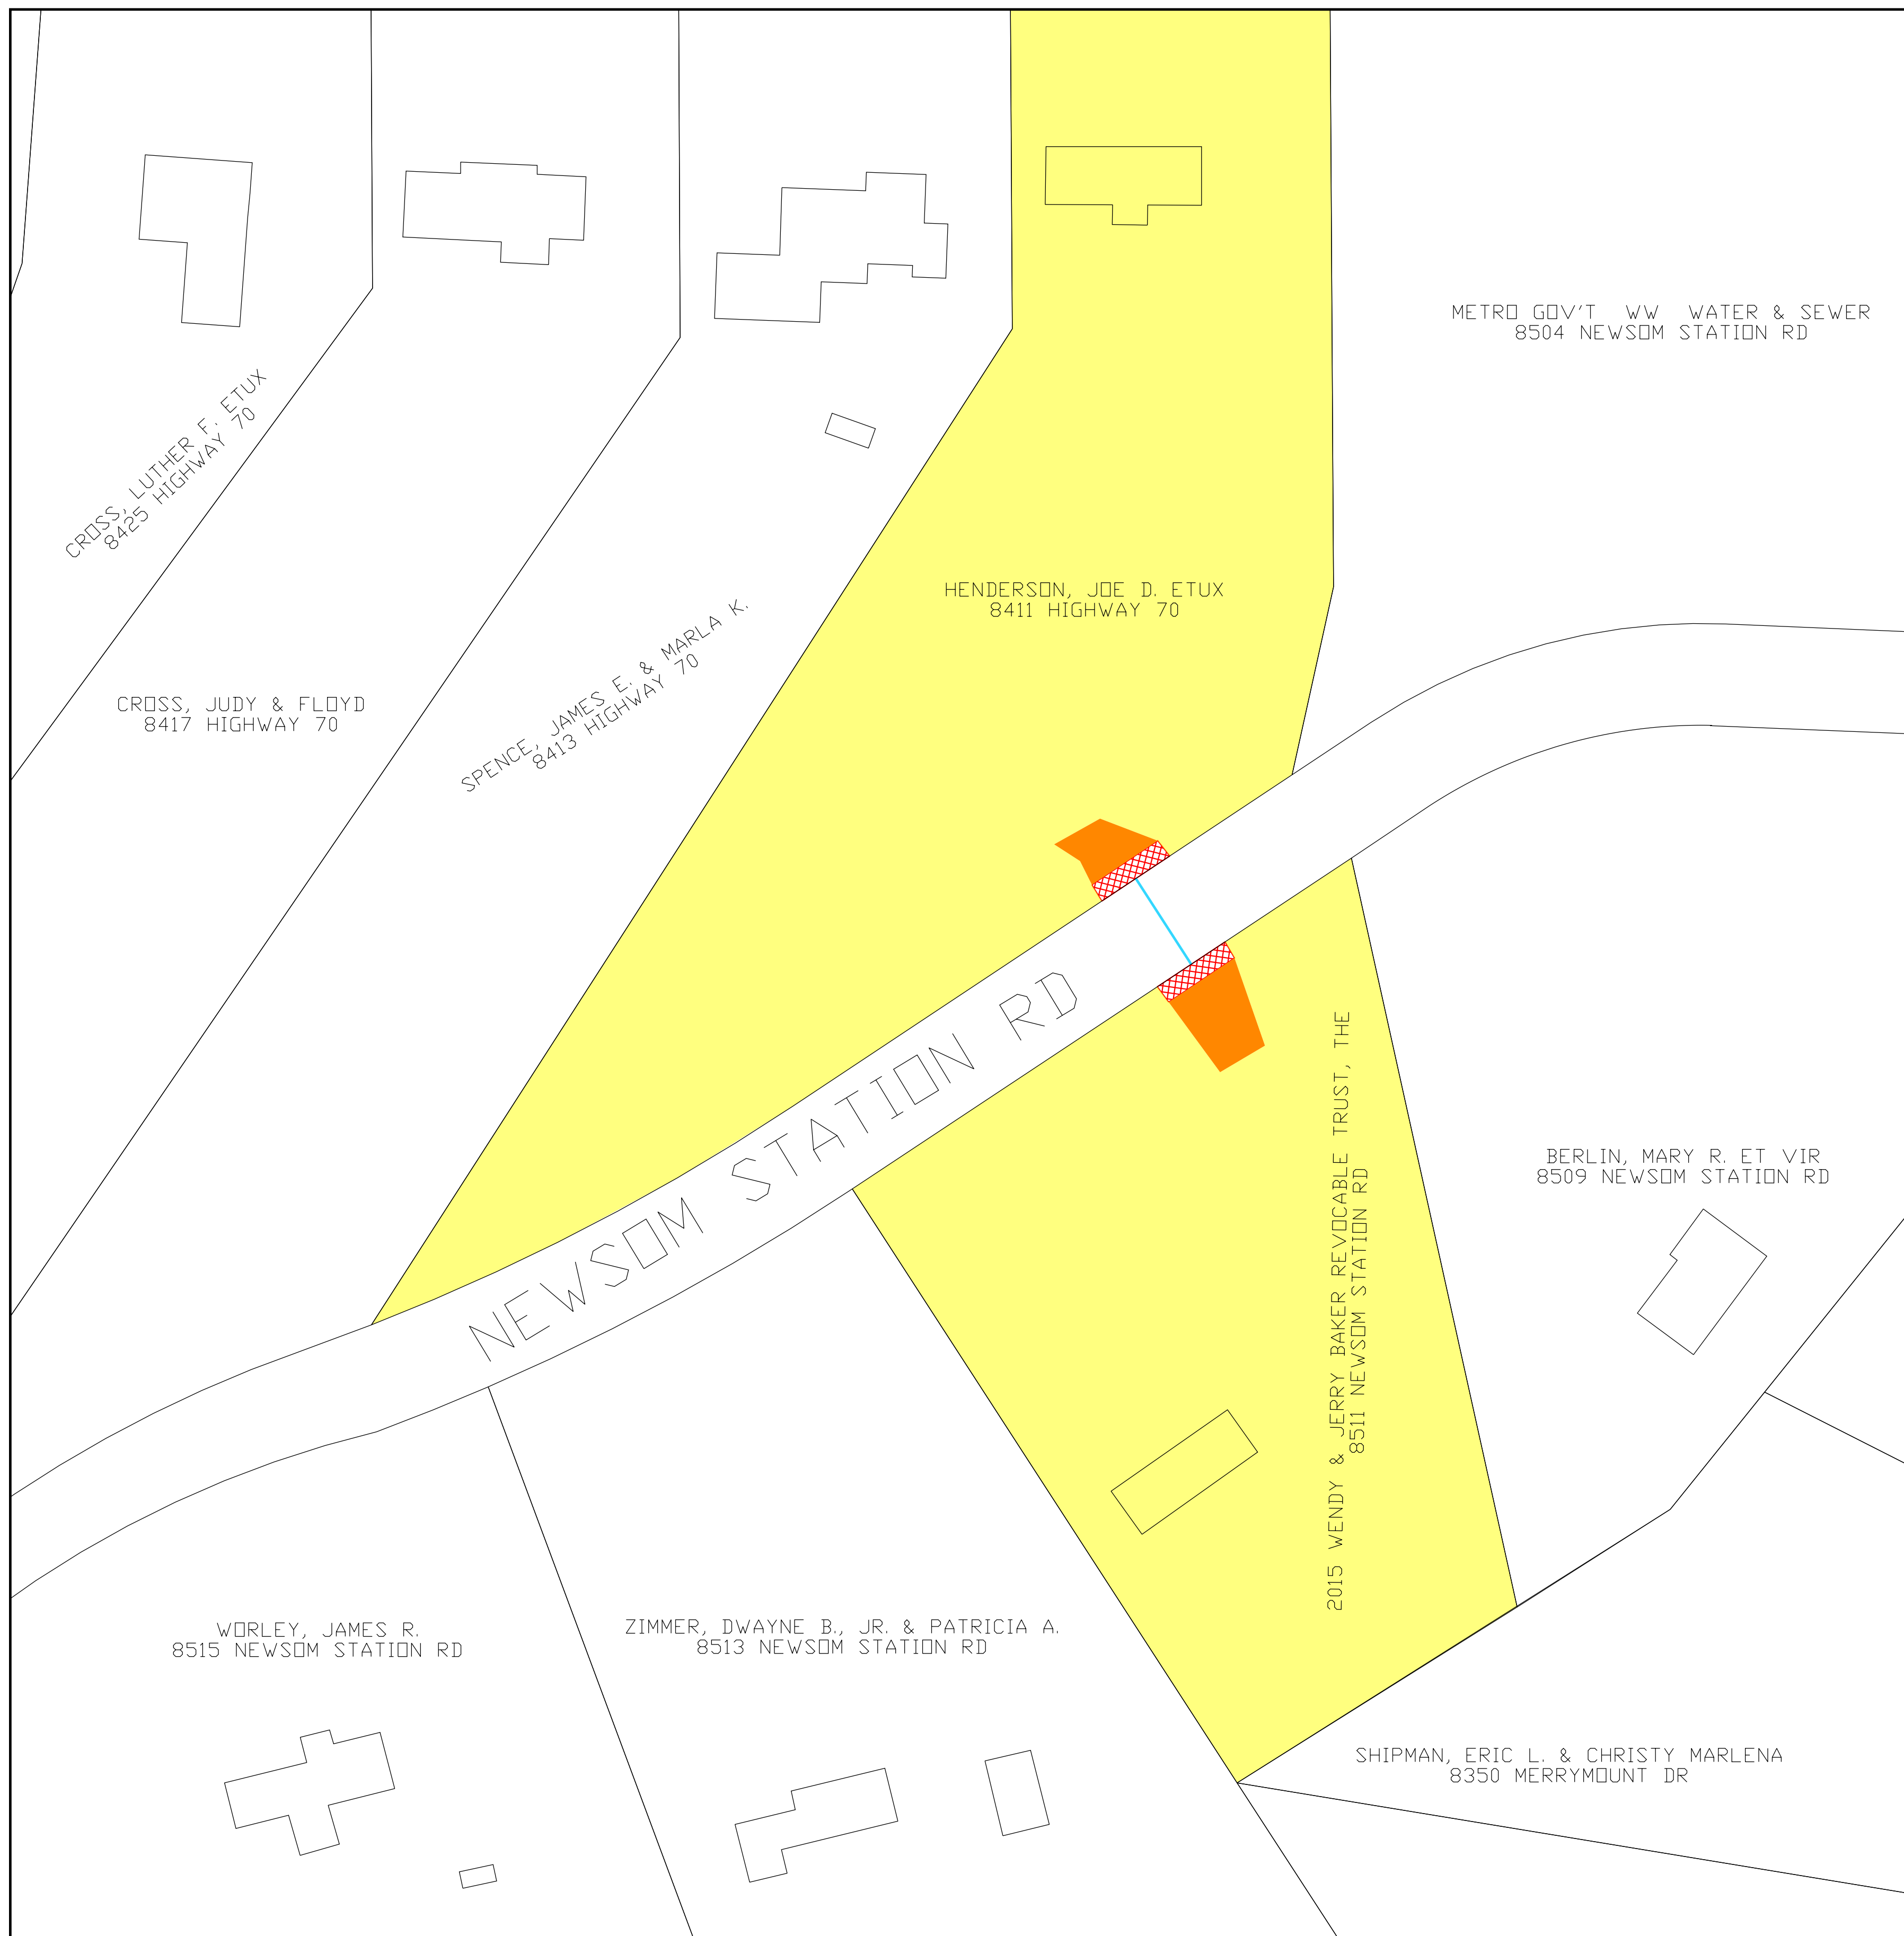 METRO GOV'T  WW  WATER & SEWER
8504 NEWSOM STATION RD
CROSS, LUTHER F. ETUX
8425 HIGHWAY 70
HENDERSON, JOE D. ETUX
8411 HIGHWAY 70
SPENCE, JAMES E. & MARLA K.
8413 HIGHWAY 70
CROSS, JUDY & FLOYD
8417 HIGHWAY 70
NEWSOM STATION RD
2015 WENDY & JERRY BAKER REVOCABLE TRUST, THE
8511 NEWSOM STATION RD
BERLIN, MARY R. ET VIR
8509 NEWSOM STATION RD
WORLEY, JAMES R.
8515 NEWSOM STATION RD
ZIMMER, DWAYNE B., JR. & PATRICIA A.
8513 NEWSOM STATION RD
SHIPMAN, ERIC L. & CHRISTY MARLENA
8350 MERRYMOUNT DR